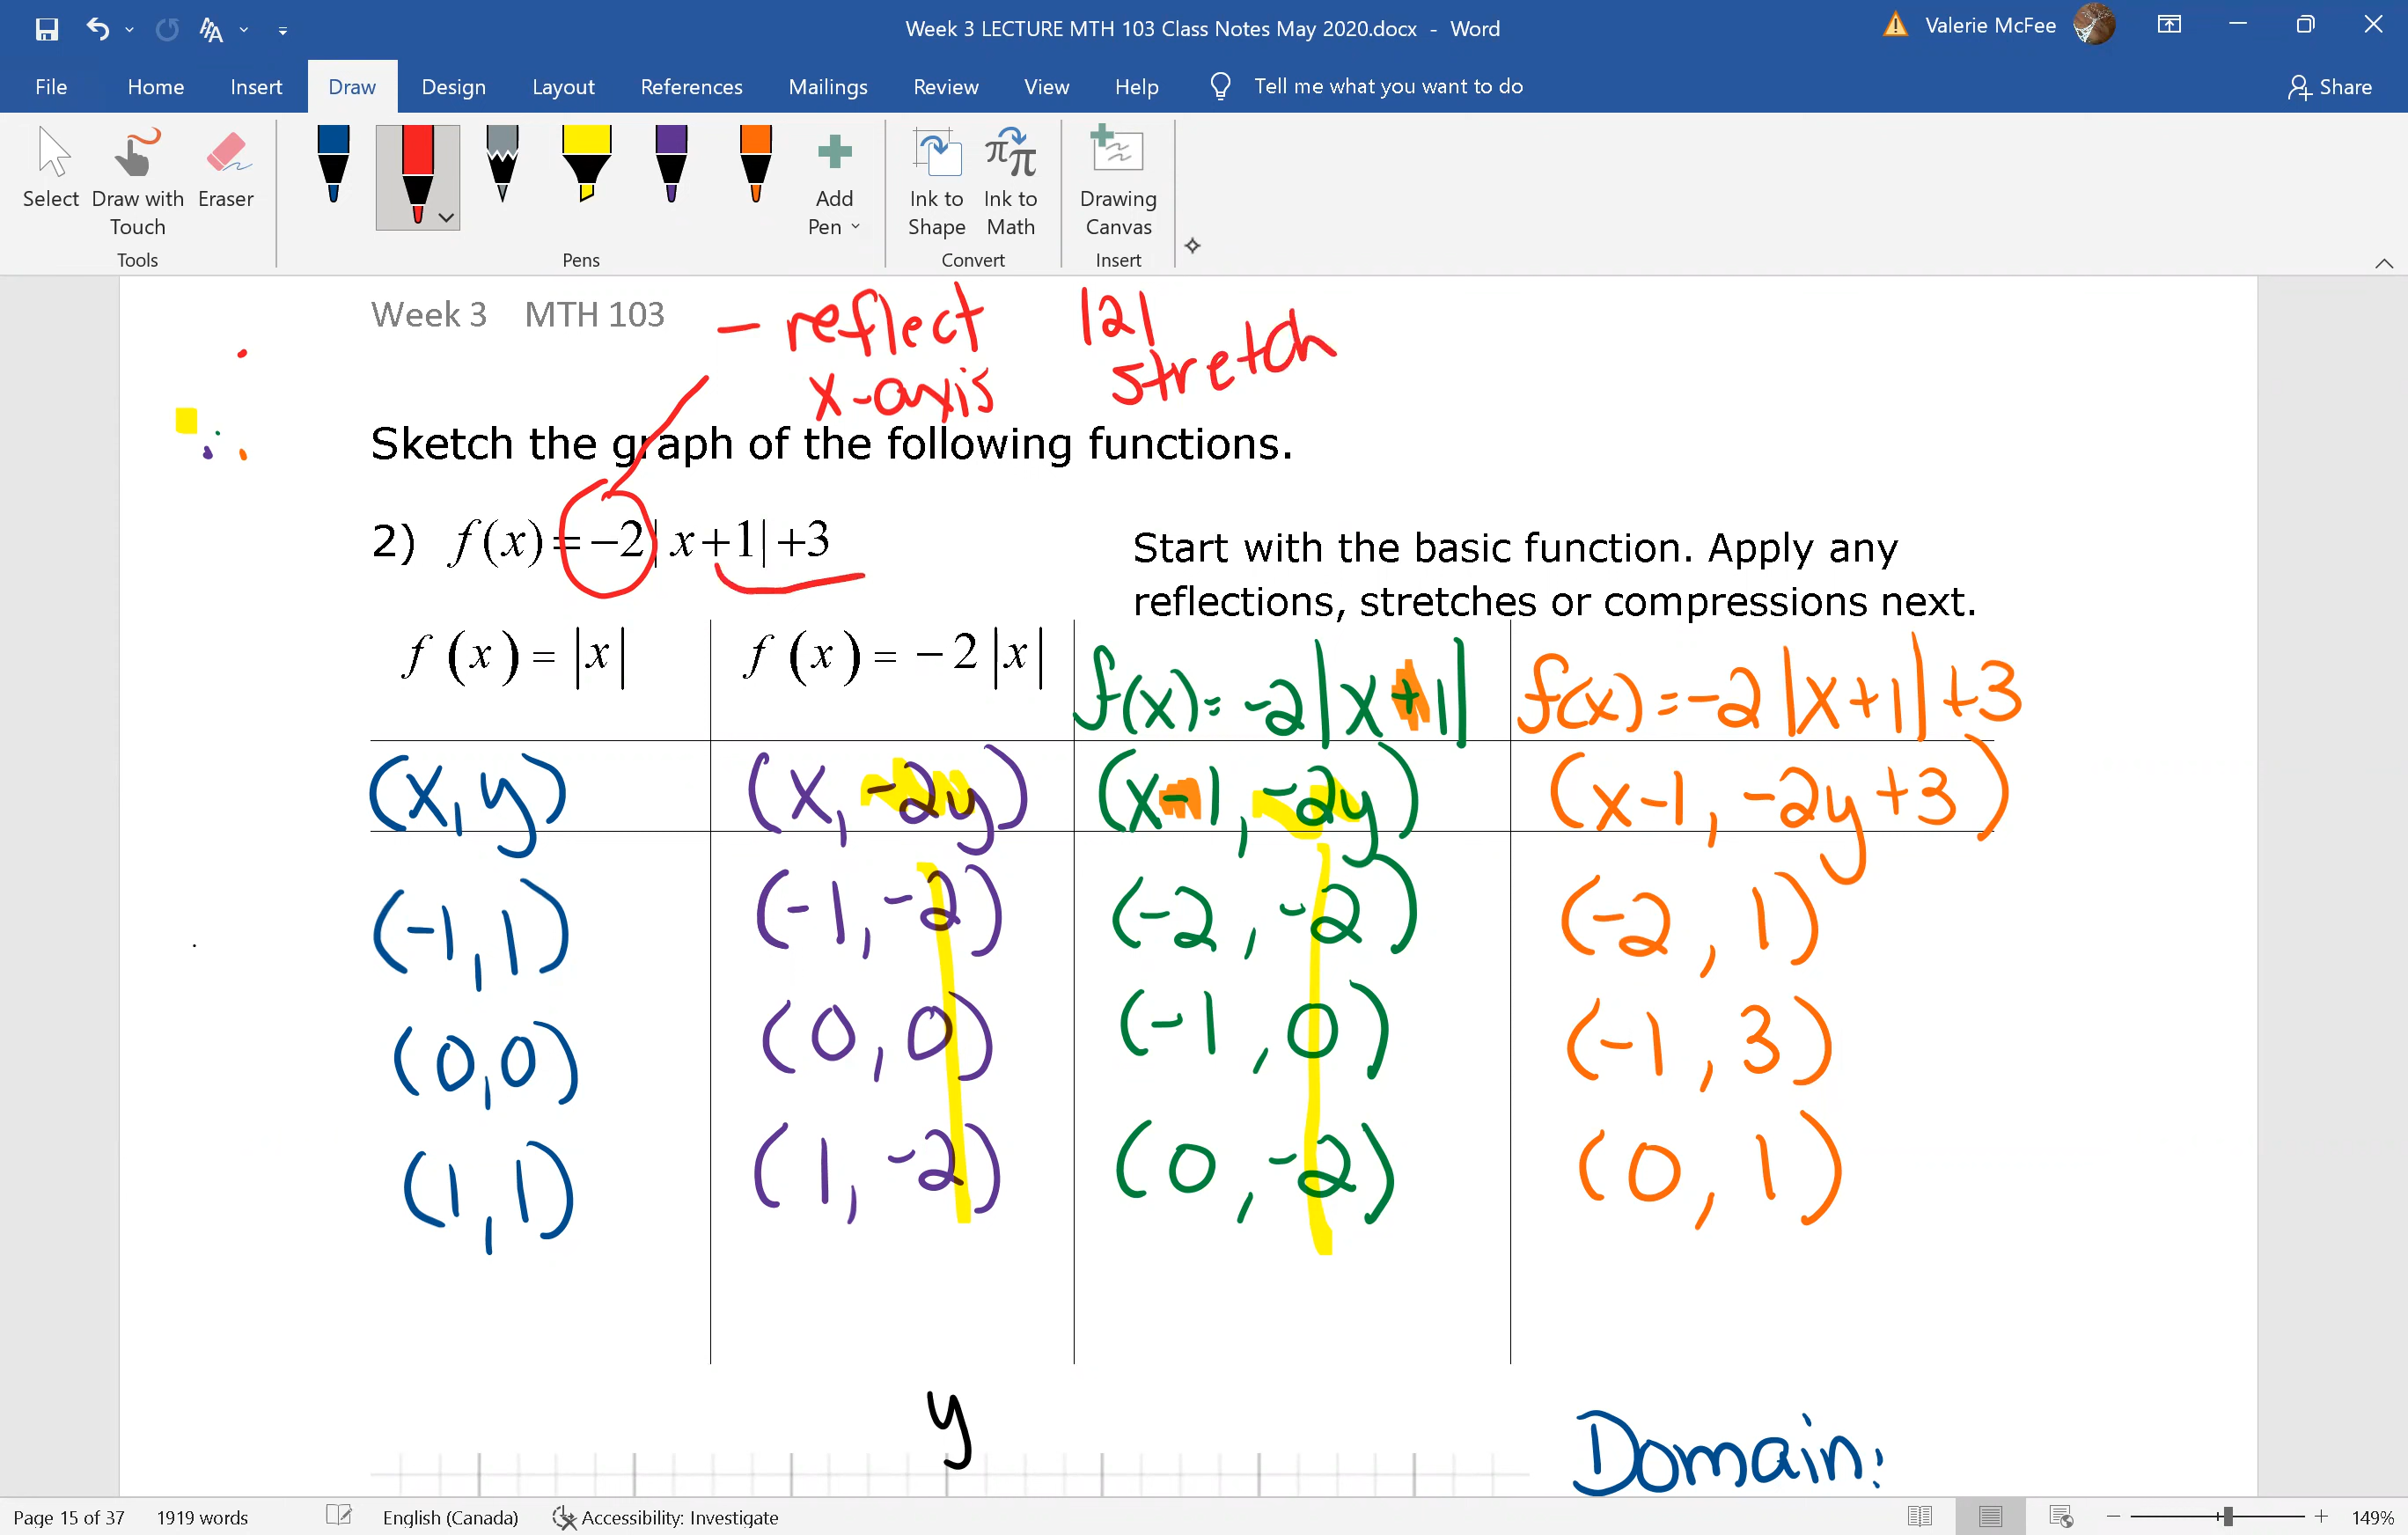 Week 3 LECTURE MTH 103 Class Notes May 2020.docx - Word
Valerie McFee
File Home Insert Draw Design Layout References Mailings Review View Help Tell me what you want to do Share
Select Draw with Touch Eraser Add Pen Ink to Shape Ink to Math Drawing Canvas
Tools Pens Convert Insert
Week 3 MTH 103
- reflect
x-axis
|2|
stretch
Sketch the graph of the following functions.
2) f(x)=-2|x+1|+3
Start with the basic function. Apply any
reflections, stretches or compressions next.
f(x)=|x| f(x)=-2|x| f(x)=-2|x+1| f(x)=-2|x+1|+3
(x,y) (x,-2y) (x-1,-2y) (x-1,-2y+3)
(-1,1) (-1,-2) (-2,-2) (-2,1)
(0,0) (0,0) (-1,0) (-1,3)
(1,1) (1,-2) (0,-2) (0,1)
y
Domain:
Page 15 of 37 1919 words English (Canada) Accessibility: Investigate 149%